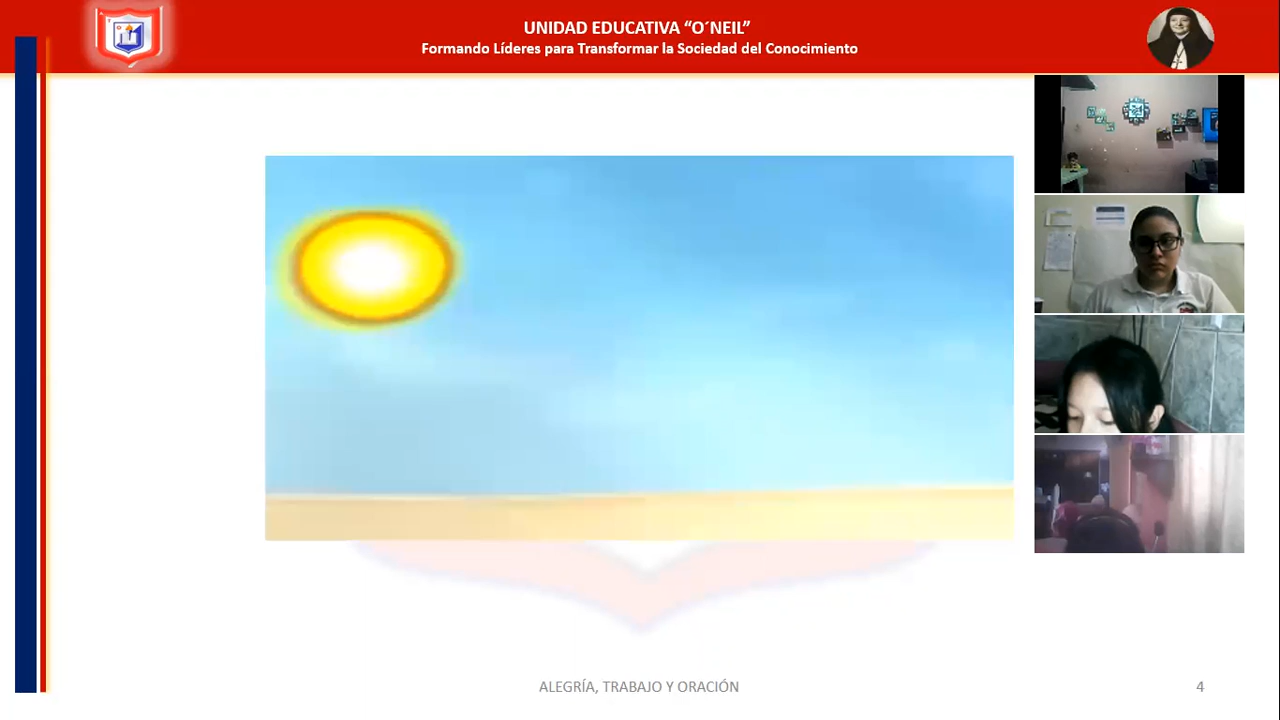 UNIDAD EDUCATIVA “O´NEIL”
Formando Líderes para Transformar la Sociedad del Conocimiento
ALEGRÍA, TRABAJO Y ORACIÓN
4